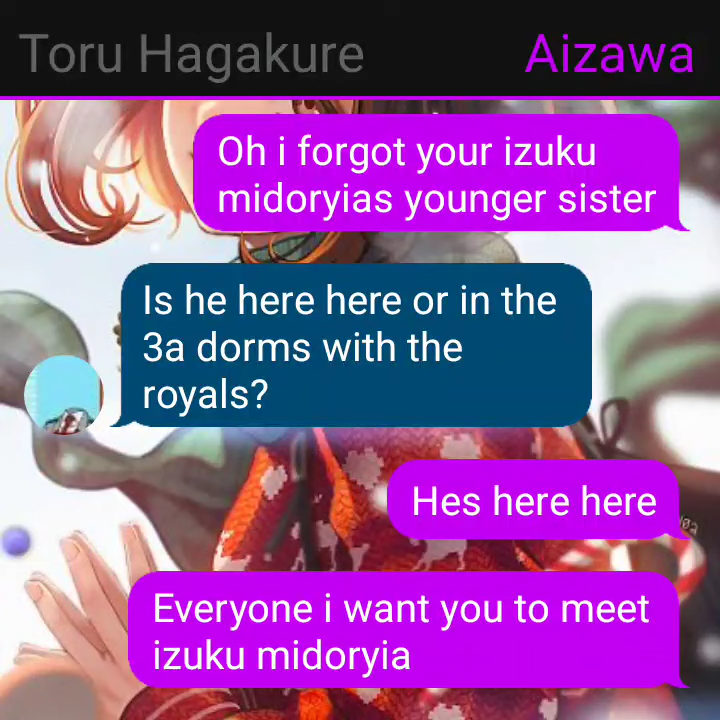 Toru Hagakure Aizawa
Oh i forgot your izuku
midoryias younger sister
Is he here here or in the
3a dorms with the
royals?
Hes here here
Everyone i want you to meet
izuku midoryia